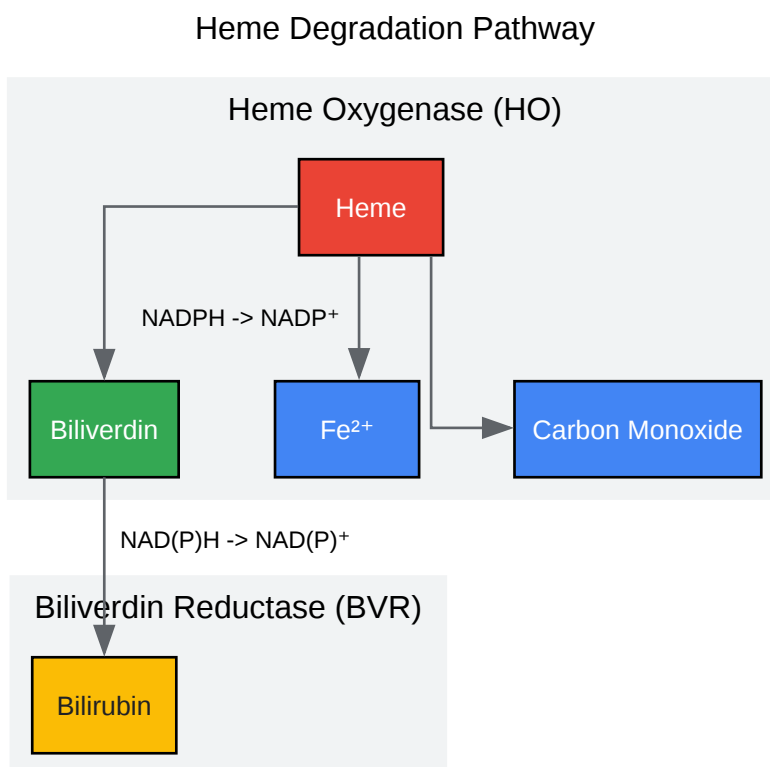 Heme Degradation Pathway
Heme Oxygenase (HO)
Heme
NADPH -> NADP⁺
Biliverdin
Fe²⁺
Carbon Monoxide
NAD(P)H -> NAD(P)⁺
Biliverdin Reductase (BVR)
Bilirubin